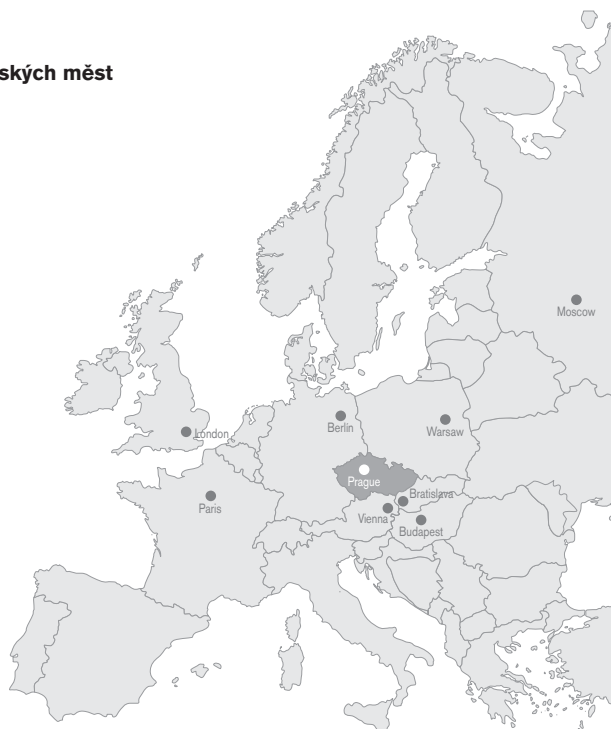 ských měst
Moscow
London
Berlin
Warsaw
Prague
Bratislava
Paris
Vienna
Budapest